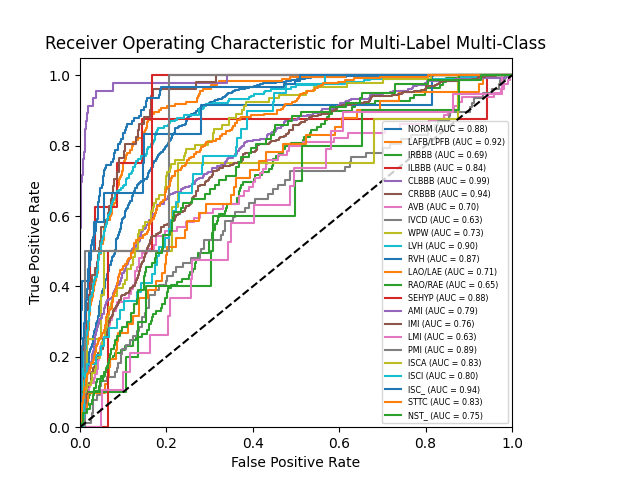 Receiver Operating Characteristic for Multi-Label Multi-Class
1.0
0.8
0.6
0.4
0.2
0.0
True Positive Rate
0.0 0.2 0.4 0.6 0.8 1.0
False Positive Rate
NORM (AUC = 0.88)
LAFB/LPFB (AUC = 0.92)
IRBBB (AUC = 0.69)
ILBBB (AUC = 0.84)
CLBBB (AUC = 0.99)
CRBBB (AUC = 0.94)
AVB (AUC = 0.70)
IVCD (AUC = 0.63)
WPW (AUC = 0.73)
LVH (AUC = 0.90)
RVH (AUC = 0.87)
LAO/LAE (AUC = 0.71)
RAO/RAE (AUC = 0.65)
SEHYP (AUC = 0.88)
AMI (AUC = 0.79)
IMI (AUC = 0.76)
LMI (AUC = 0.63)
PMI (AUC = 0.89)
ISCA (AUC = 0.83)
ISCI (AUC = 0.80)
ISC_ (AUC = 0.94)
STTC (AUC = 0.83)
NST_ (AUC = 0.75)